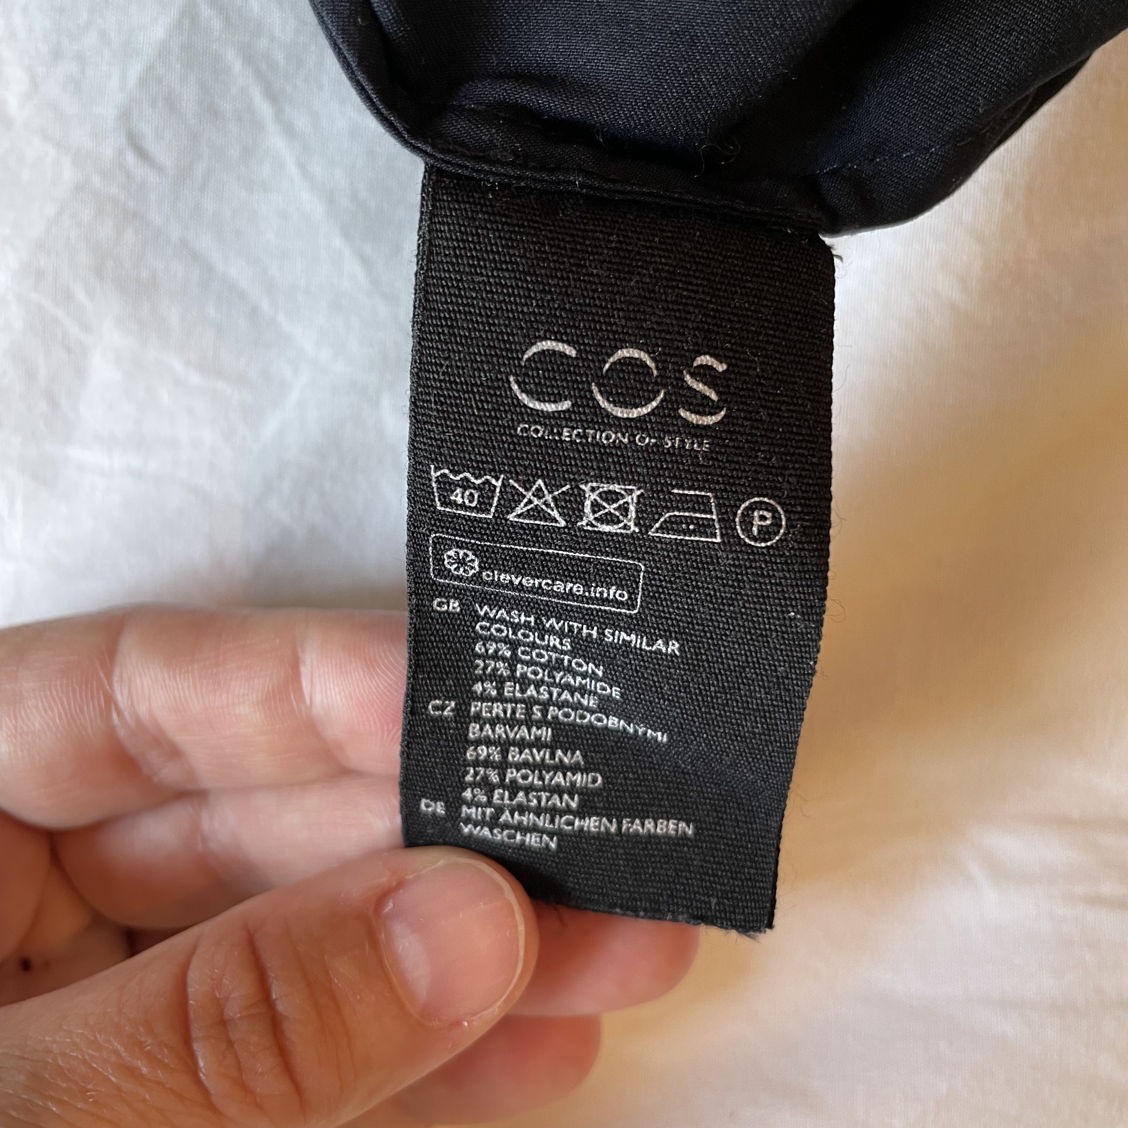 COS
COLLECTION OF STYLE
40
P
clevercare.info
GB WASH WITH SIMILAR
COLOURS
69% COTTON
27% POLYAMIDE
4% ELASTANE
CZ PERTE S PODOBNÝMI
BARVAMI
69% BAVLNA
27% POLYAMID
4% ELASTAN
DE MIT ÄHNLICHEN FARBEN
WASCHEN